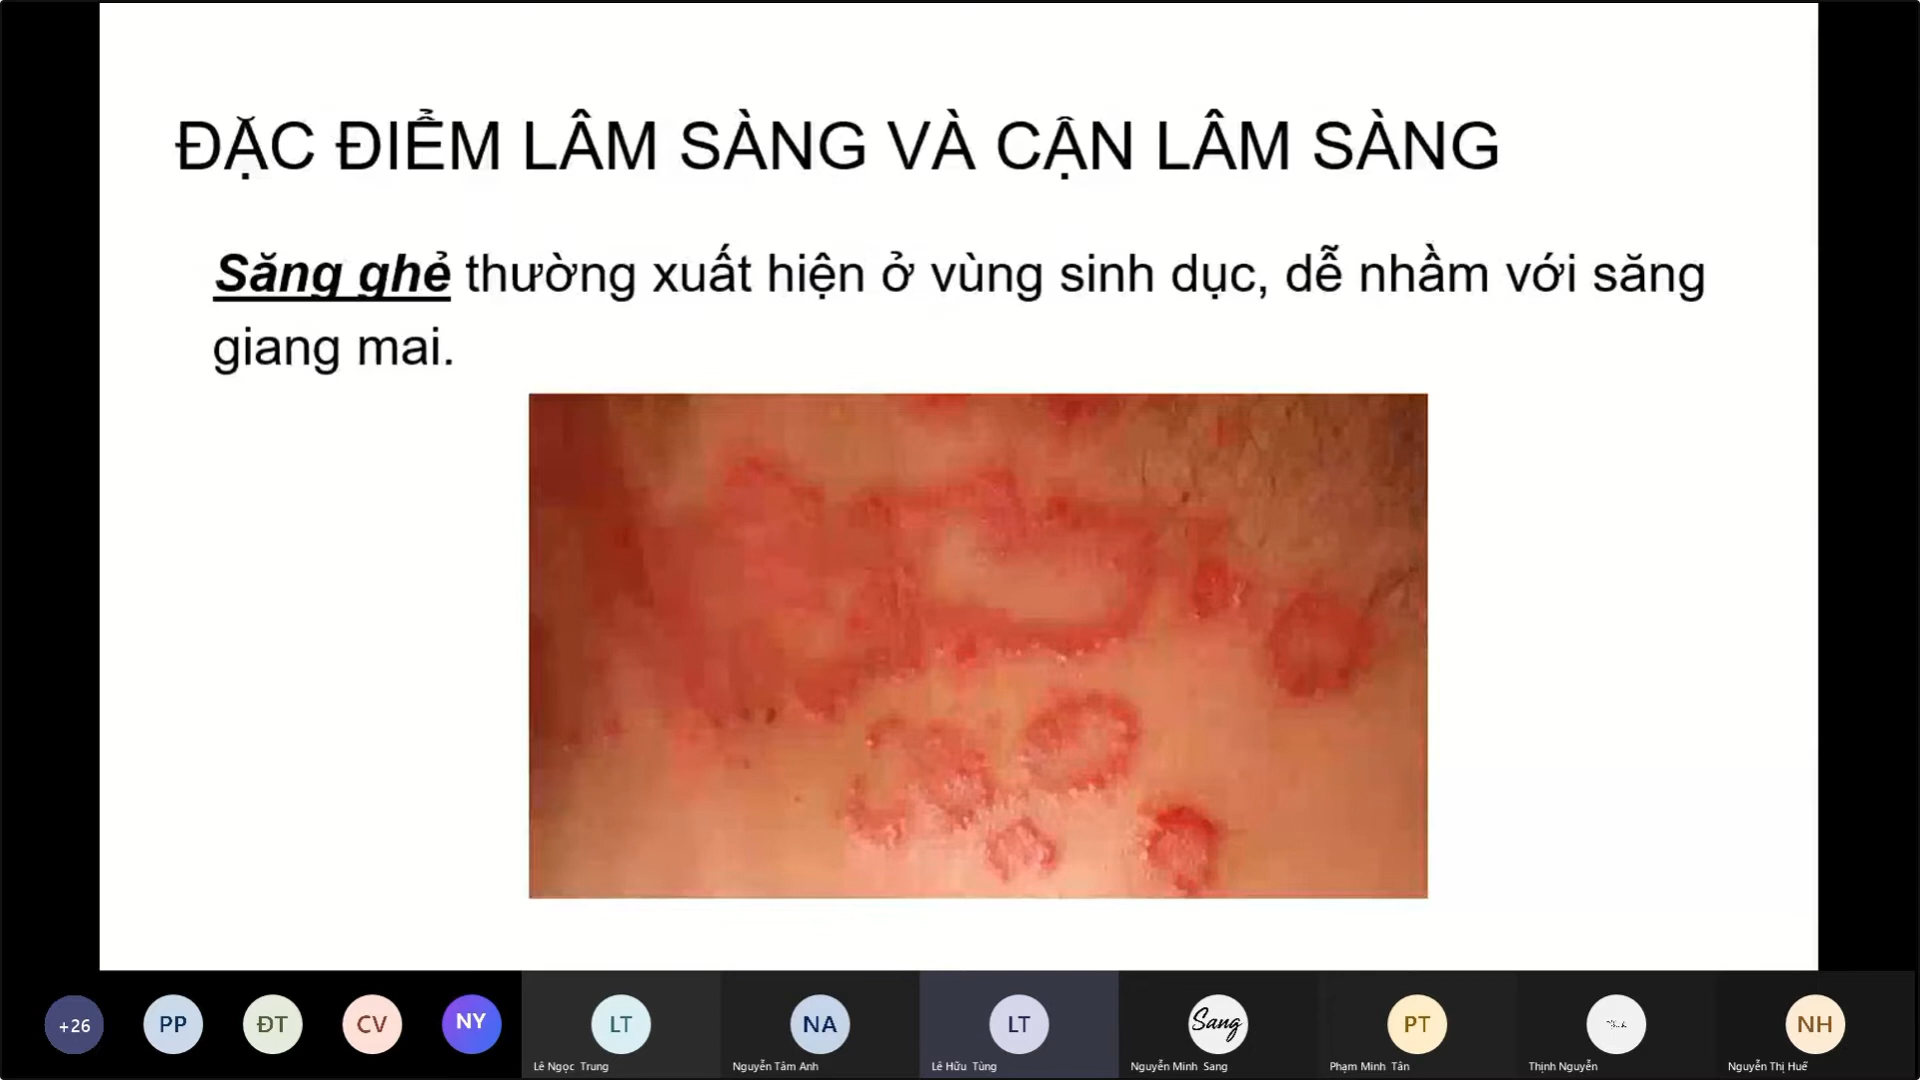 ĐẶC ĐIỂM LÂM SÀNG VÀ CẬN LÂM SÀNG
Săng ghẻ thường xuất hiện ở vùng sinh dục, dễ nhầm với săng
giang mai.
+26
PP
ĐT
CV
NY
LT
NA
LT
Sang
PT
NH
Lê Ngọc Trung
Nguyễn Tâm Anh
Lê Hữu Tùng
Nguyễn Minh Sang
Phạm Minh Tân
Thịnh Nguyễn
Nguyễn Thị Huế